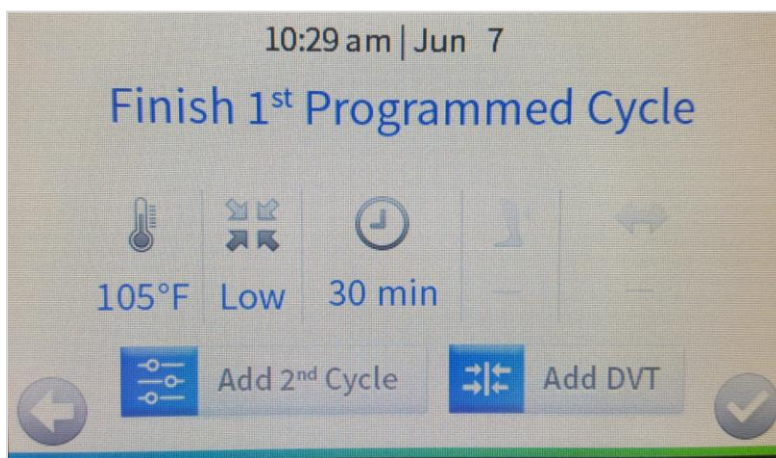 10:29 am | Jun 7
Finish 1st Programmed Cycle
105°F Low 30 min — —
Add 2nd Cycle Add DVT